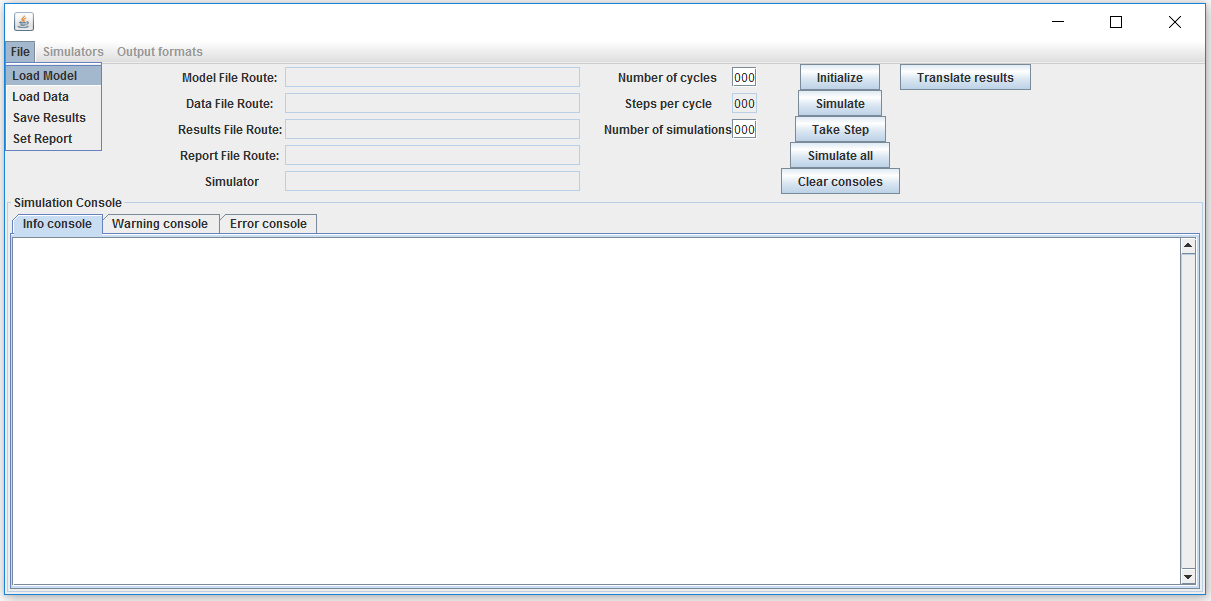 File Simulators Output formats
Load Model
Load Data
Save Results
Set Report
Model File Route:
Data File Route:
Results File Route:
Report File Route:
Simulator
Number of cycles 000
Steps per cycle 000
Number of simulations 000
Initialize
Simulate
Take Step
Simulate all
Clear consoles
Translate results
Simulation Console
Info console Warning console Error console